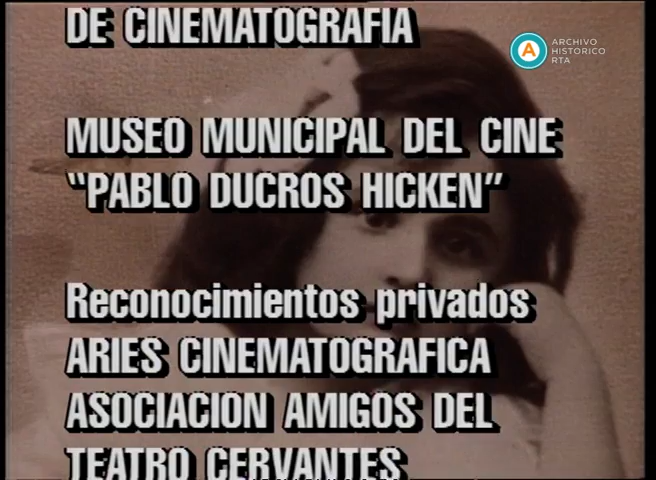 DE CINEMATOGRAFIA
ARCHIVO
HISTORICO
RTA
A
MUSEO MUNICIPAL DEL CINE
“PABLO DUCROS HICKEN”
Reconocimientos privados
ARIES CINEMATOGRAFICA
ASOCIACION AMIGOS DEL
TEATRO CERVANTES